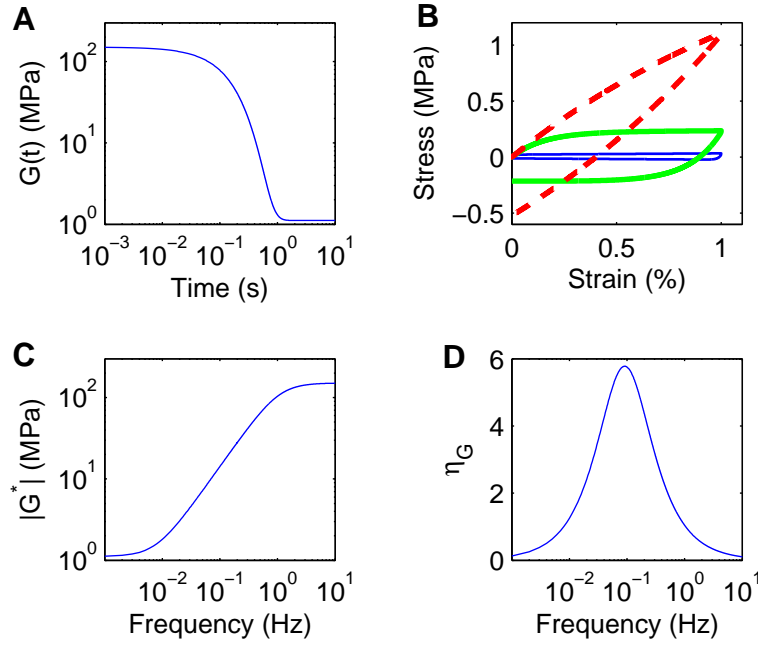 A
G(t) (MPa)
10^2
10^1
10^0
10^−3 10^−2 10^−1 10^0 10^1
Time (s)
B
Stress (MPa)
1
0.5
0
−0.5
0 0.5 1
Strain (%)
C
|G^*| (MPa)
10^2
10^1
10^0
10^−2 10^−1 10^0 10^1
Frequency (Hz)
D
η_G
6
4
2
0
10^−2 10^−1 10^0 10^1
Frequency (Hz)